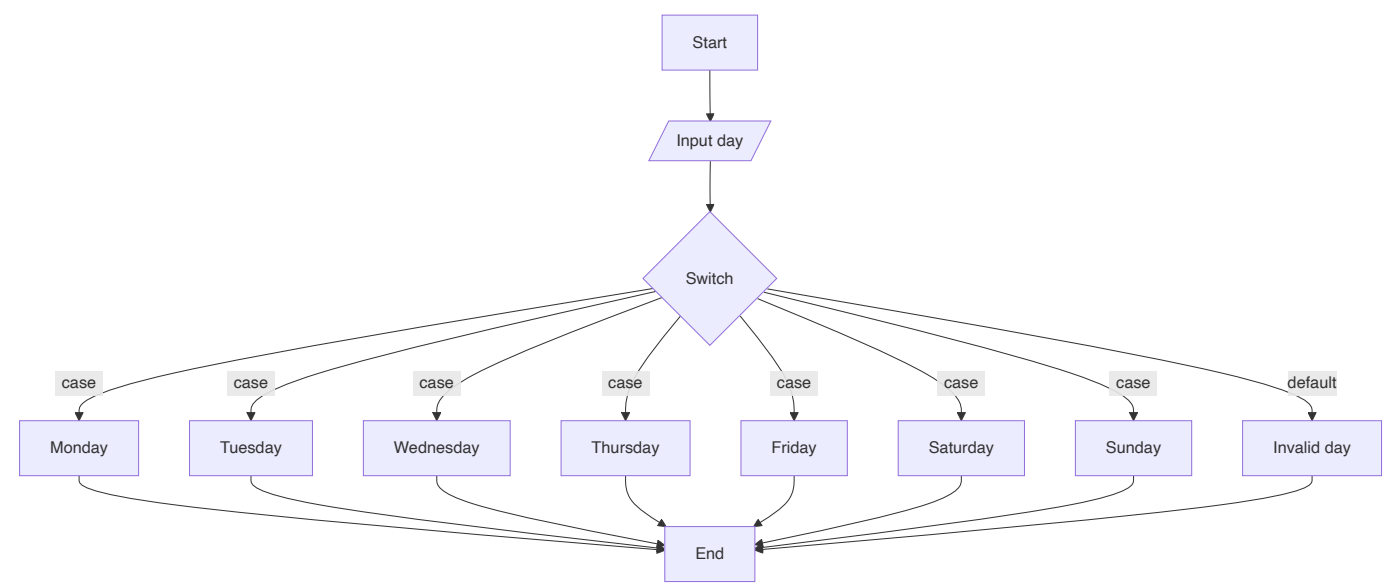 Start
Input day
Switch
case
case
case
case
case
case
case
default
Monday
Tuesday
Wednesday
Thursday
Friday
Saturday
Sunday
Invalid day
End